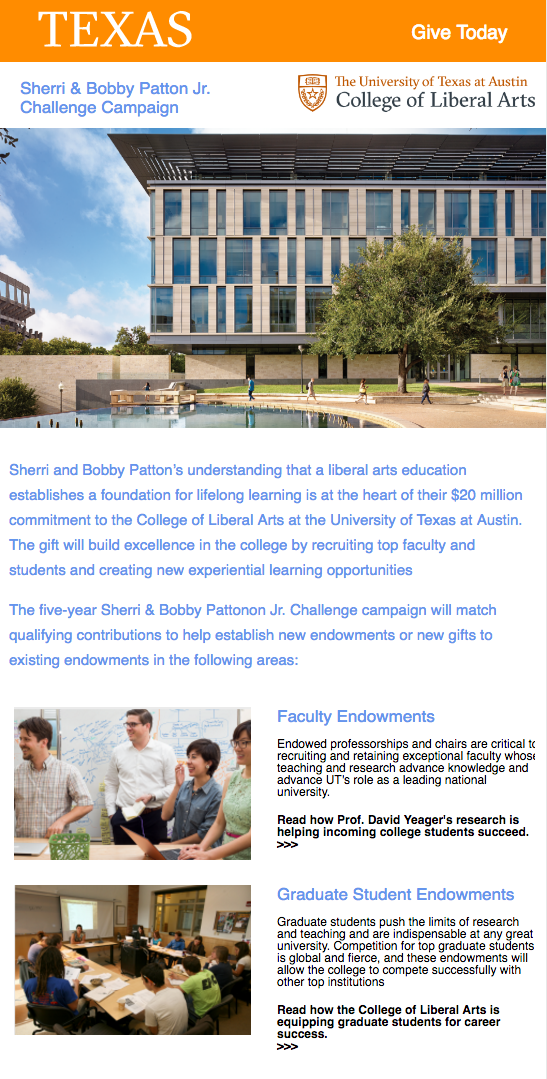 TEXAS
Give Today
Sherri & Bobby Patton Jr.
Challenge Campaign
The University of Texas at Austin
College of Liberal Arts
Sherri and Bobby Patton's understanding that a liberal arts education
establishes a foundation for lifelong learning is at the heart of their $20 million
commitment to the College of Liberal Arts at the University of Texas at Austin.
The gift will build excellence in the college by recruiting top faculty and
students and creating new experiential learning opportunities
The five-year Sherri & Bobby Pattonon Jr. Challenge campaign will match
qualifying contributions to help establish new endowments or new gifts to
existing endowments in the following areas:
Faculty Endowments
Endowed professorships and chairs are critical to
recruiting and retaining exceptional faculty whose
teaching and research advance knowledge and
advance UT's role as a leading national
university.
Read how Prof. David Yeager's research is
helping incoming college students succeed.
>>>
Graduate Student Endowments
Graduate students push the limits of research
and teaching and are indispensable at any great
university. Competition for top graduate students
is global and fierce, and these endowments will
allow the college to compete successfully with
other top institutions
Read how the College of Liberal Arts is
equipping graduate students for career
success.
>>>